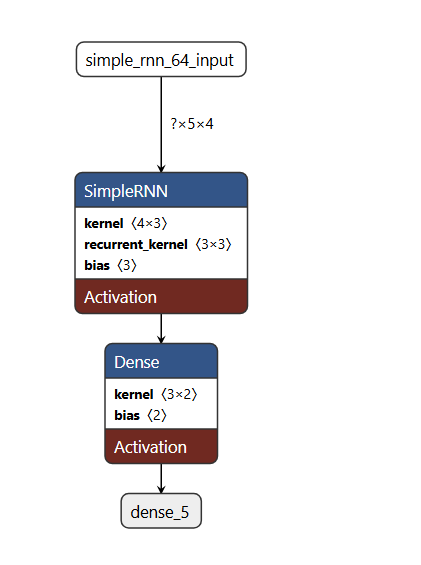 simple_rnn_64_input
?×5×4
SimpleRNN
kernel 〈4×3〉
recurrent_kernel 〈3×3〉
bias 〈3〉
Activation
Dense
kernel 〈3×2〉
bias 〈2〉
Activation
dense_5